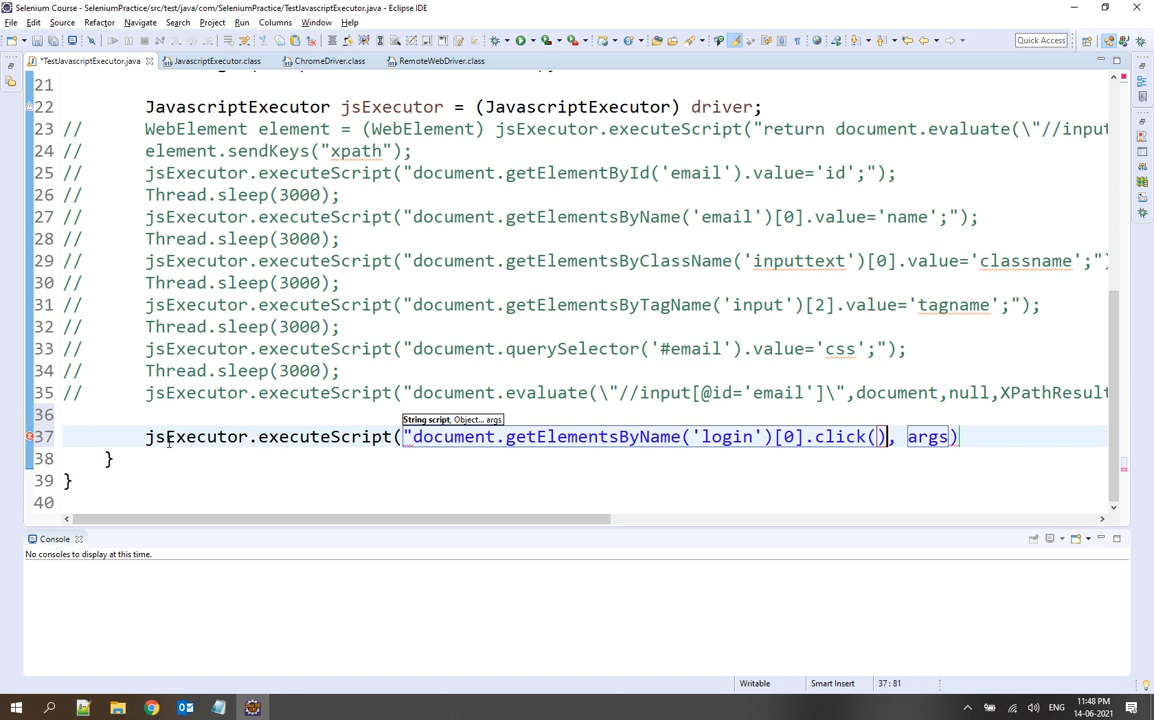 Selenium Course - SeleniumPractice/src/test/java/com/SeleniumPractice/TestJavascriptExecutor.java - Eclipse IDE
File Edit Source Refactor Navigate Search Project Run Columns Window Help
Quick Access
*TestJavascriptExecutor.java JavascriptExecutor.class ChromeDriver.class RemoteWebDriver.class
21
22 JavascriptExecutor jsExecutor = (JavascriptExecutor) driver;
23 // WebElement element = (WebElement) jsExecutor.executeScript("return document.evaluate(\"//input
24 // element.sendKeys("xpath");
25 // jsExecutor.executeScript("document.getElementById('email').value='id';");
26 // Thread.sleep(3000);
27 // jsExecutor.executeScript("document.getElementsByName('email')[0].value='name';");
28 // Thread.sleep(3000);
29 // jsExecutor.executeScript("document.getElementsByClassName('inputtext')[0].value='classname';")
30 // Thread.sleep(3000);
31 // jsExecutor.executeScript("document.getElementsByTagName('input')[2].value='tagname';");
32 // Thread.sleep(3000);
33 // jsExecutor.executeScript("document.querySelector('#email').value='css';");
34 // Thread.sleep(3000);
35 // jsExecutor.executeScript("document.evaluate(\"//input[@id='email']\",document,null,XPathResult
36
String script, Object... args
37 jsExecutor.executeScript("document.getElementsByName('login')[0].click(), args)
38 }
39 }
40
Console
No consoles to display at this time.
Writable Smart Insert 37 : 81
ENG 11:48 PM
14-06-2021